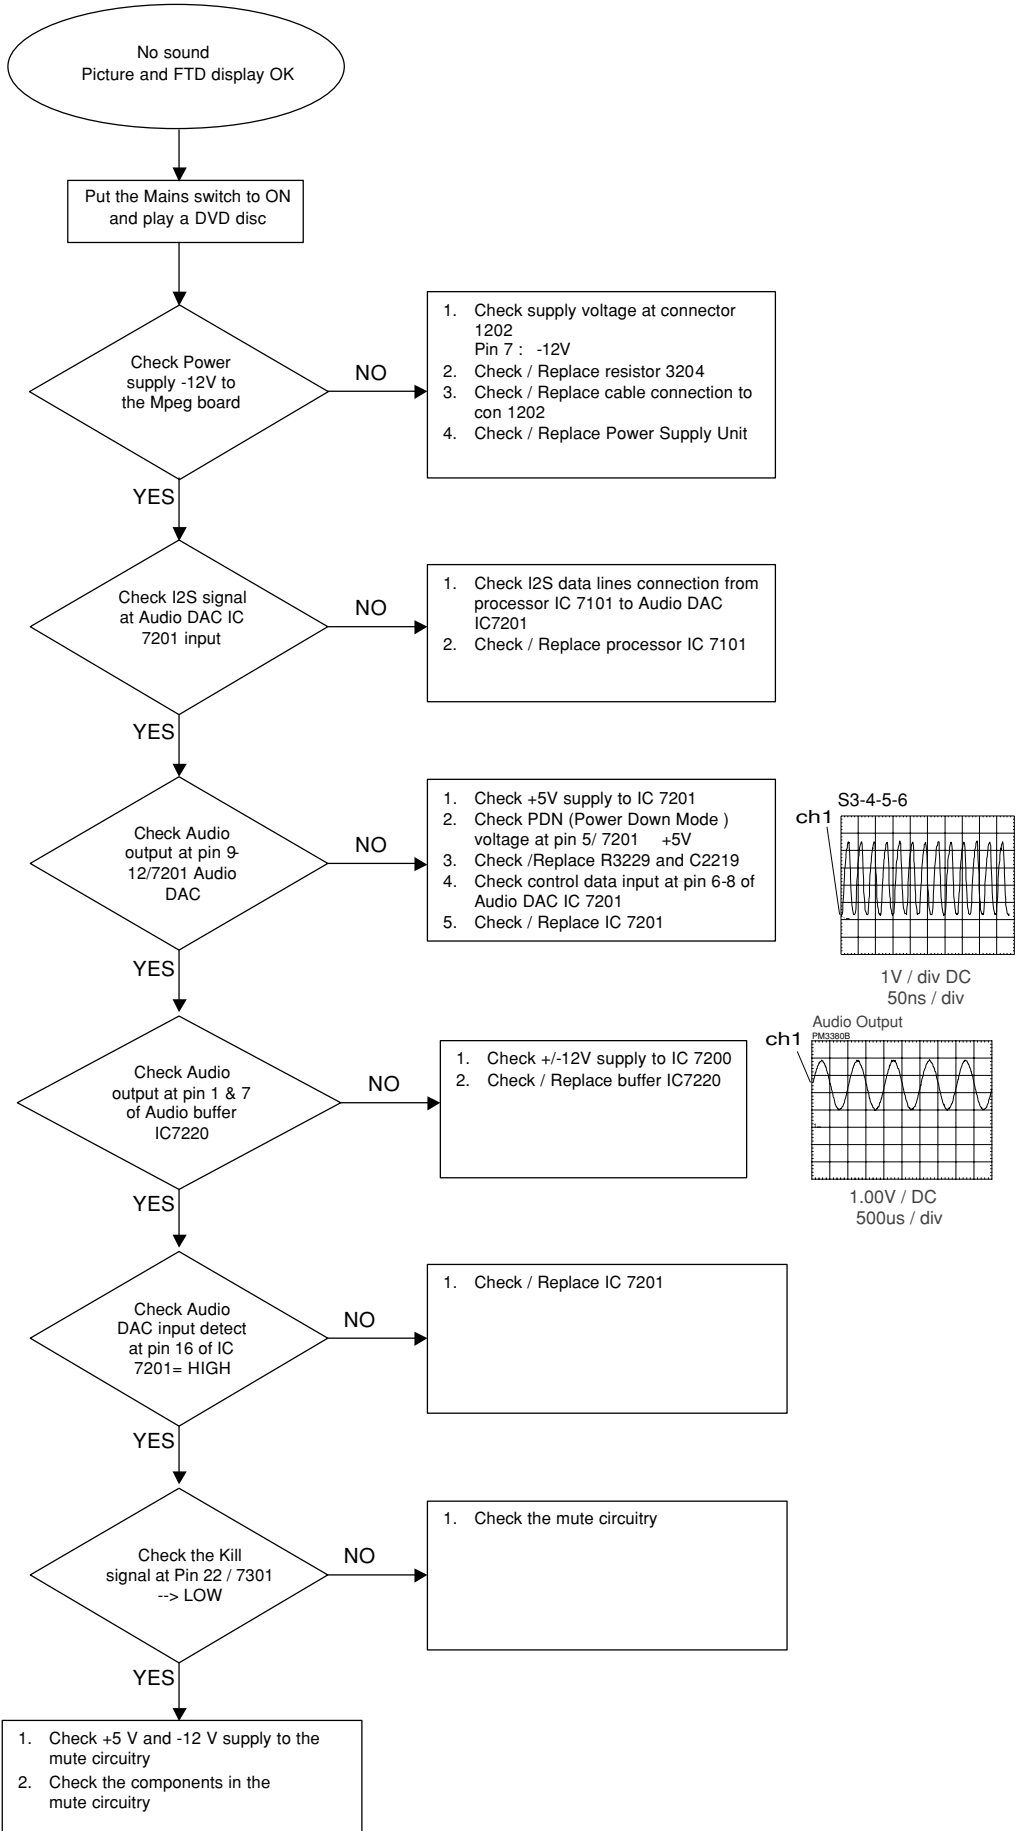 No sound
Picture and FTD display OK
Put the Mains switch to ON
and play a DVD disc
Check Power
supply -12V to
the Mpeg board
NO
1. Check supply voltage at connector
1202
Pin 7 : -12V
2. Check / Replace resistor 3204
3. Check / Replace cable connection to
con 1202
4. Check / Replace Power Supply Unit
YES
Check I2S signal
at Audio DAC IC
7201 input
NO
1. Check I2S data lines connection from
processor IC 7101 to Audio DAC
IC7201
2. Check / Replace processor IC 7101
YES
Check Audio
output at pin 9-
12/7201 Audio
DAC
NO
1. Check +5V supply to IC 7201
2. Check PDN (Power Down Mode )
voltage at pin 5/ 7201 +5V
3. Check /Replace R3229 and C2219
4. Check control data input at pin 6-8 of
Audio DAC IC 7201
5. Check / Replace IC 7201
S3-4-5-6
ch1
1V / div DC
50ns / div
YES
Check Audio
output at pin 1 & 7
of Audio buffer
IC7220
NO
1. Check +/-12V supply to IC 7200
2. Check / Replace buffer IC7220
Audio Output
PM3380B
ch1
1.00V / DC
500us / div
YES
Check Audio
DAC input detect
at pin 16 of IC
7201= HIGH
NO
1. Check / Replace IC 7201
YES
Check the Kill
signal at Pin 22 / 7301
--> LOW
NO
1. Check the mute circuitry
YES
1. Check +5 V and -12 V supply to the
mute circuitry
2. Check the components in the
mute circuitry